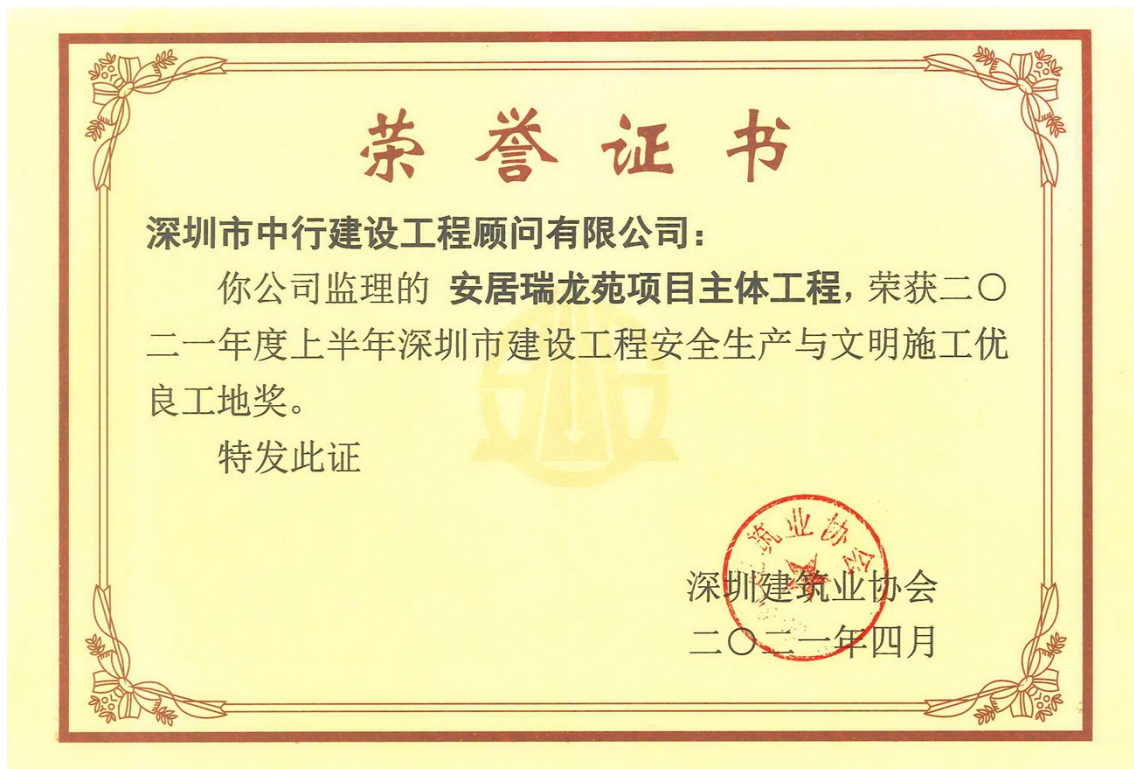 荣誉证书
深圳市中行建设工程顾问有限公司：
你公司监理的 安居瑞龙苑项目主体工程，荣获二〇
二一年度上半年深圳市建设工程安全生产与文明施工优
良工地奖。
特发此证
筑业协会
深圳建筑业协会
二〇二一年四月